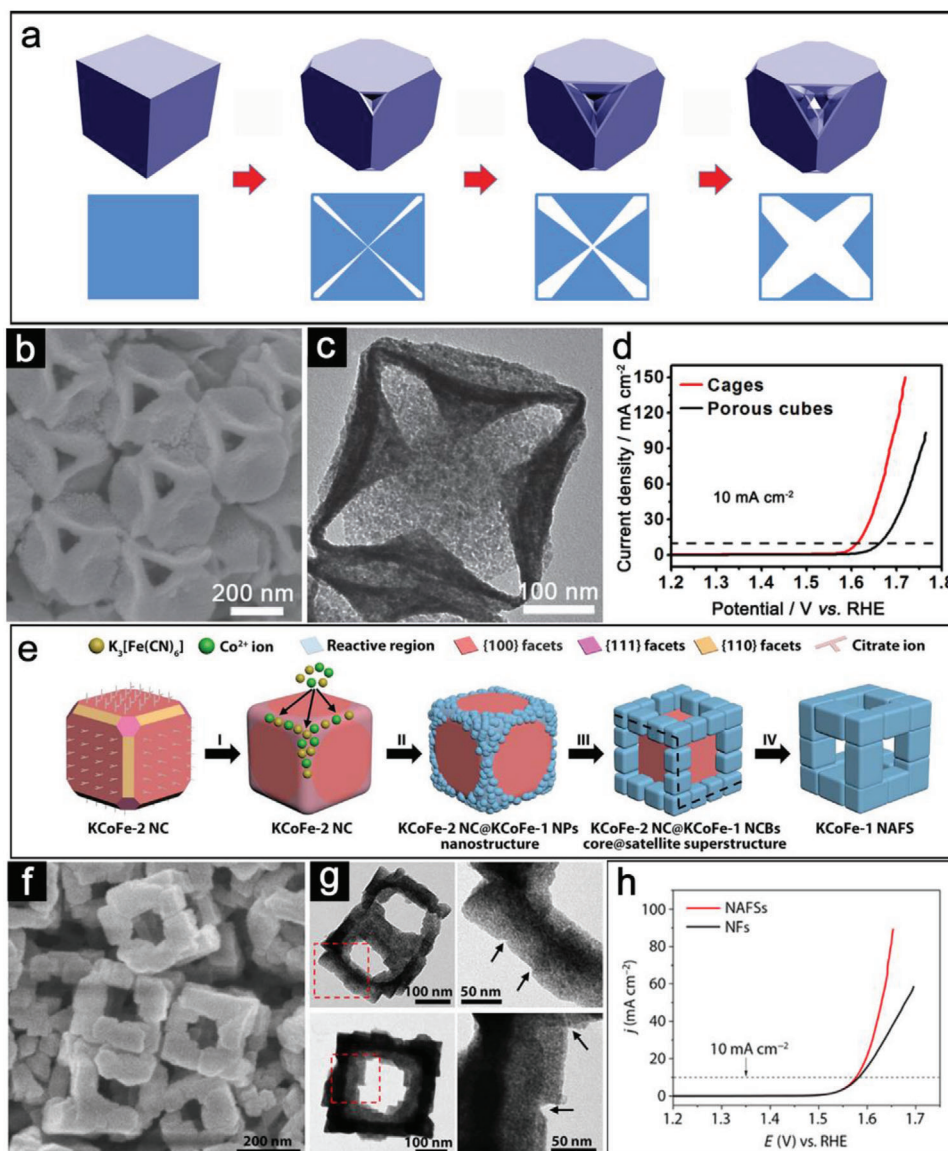 a
b
200 nm
c
100 nm
d
Current density / mA cm-2
150
120
90
60
30
0
Cages
Porous cubes
10 mA cm-2
1.2 1.3 1.4 1.5 1.6 1.7 1.8
Potential / V vs. RHE
e
K3[Fe(CN)6] Co2+ ion Reactive region {100} facets {111} facets {110} facets Citrate ion
I II III IV
KCoFe-2 NC
KCoFe-2 NC
KCoFe-2 NC@KCoFe-1 NPs
nanostructure
KCoFe-2 NC@KCoFe-1 NCBs
core@satellite superstructure
KCoFe-1 NAFS
f
200 nm
g
100 nm
50 nm
100 nm
50 nm
h
j (mA cm−2)
100
80
60
40
20
0
NAFSs
NFs
10 mA cm−2
1.2 1.3 1.4 1.5 1.6 1.7
E (V) vs. RHE